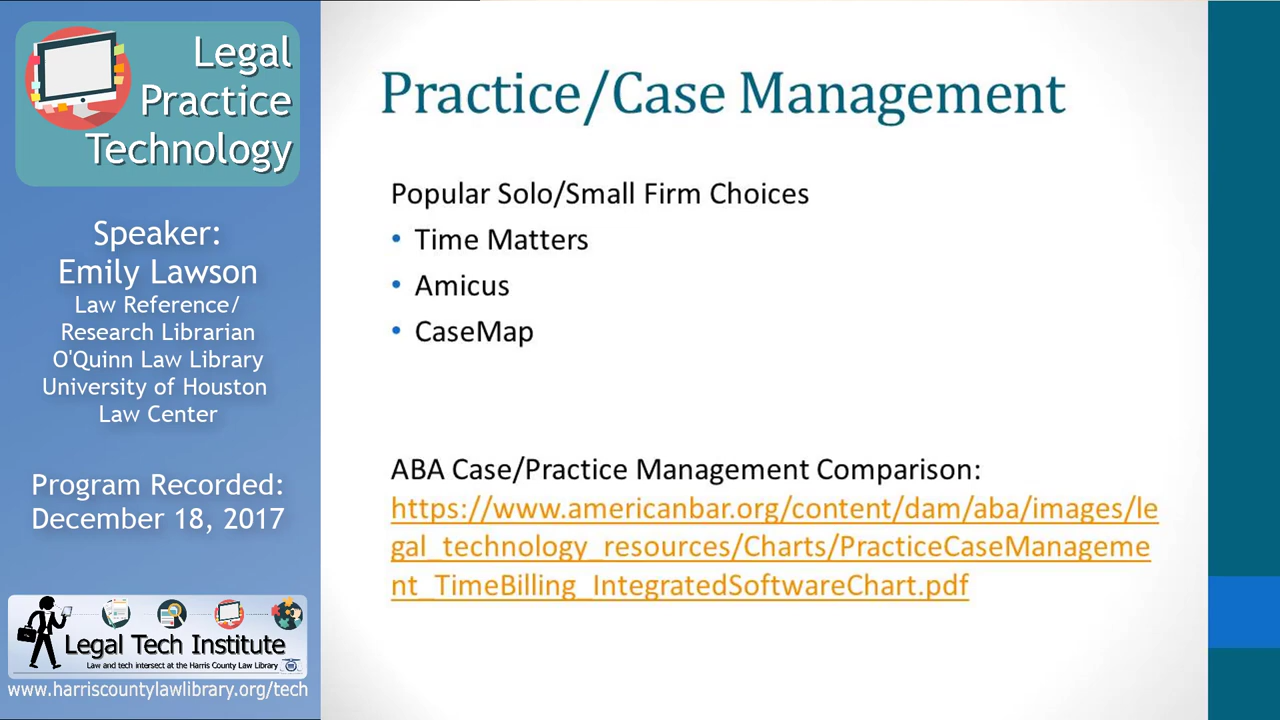 Legal
Practice
Technology
Speaker:
Emily Lawson
Law Reference/
Research Librarian
O'Quinn Law Library
University of Houston
Law Center
Program Recorded:
December 18, 2017
Legal Tech Institute
Law and tech intersect at the Harris County Law Library
www.harriscountylawlibrary.org/tech
Practice/Case Management
Popular Solo/Small Firm Choices
• Time Matters
• Amicus
• CaseMap
ABA Case/Practice Management Comparison:
https://www.americanbar.org/content/dam/aba/images/le
gal_technology_resources/Charts/PracticeCaseManageme
nt_TimeBilling_IntegratedSoftwareChart.pdf